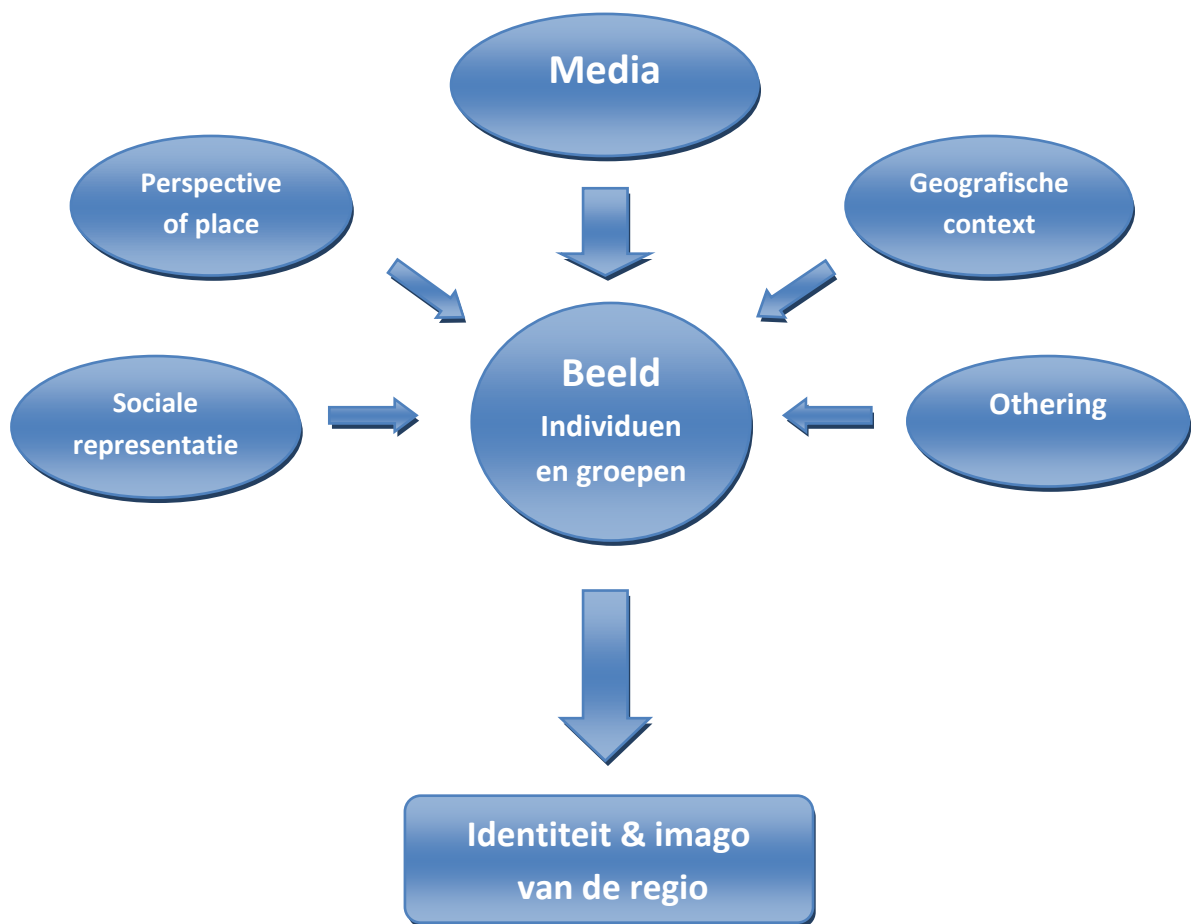 Media
Perspective
of place
Geografische
context
Sociale
representatie
Beeld
Individuen
en groepen
Othering
Identiteit & imago
van de regio